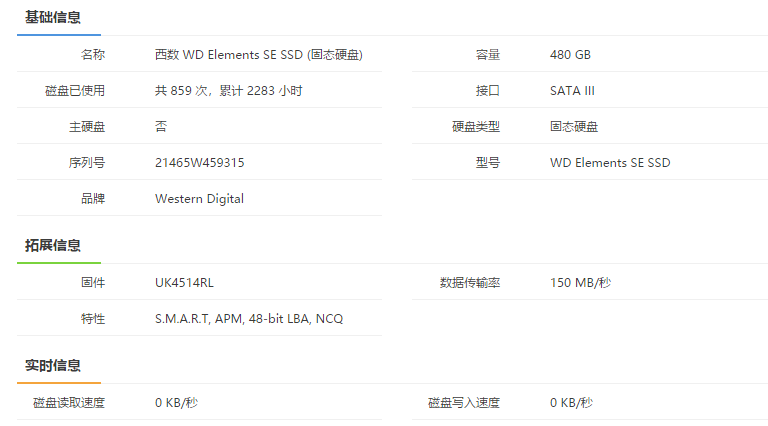 基础信息
名称 西数 WD Elements SE SSD (固态硬盘) 容量 480 GB
磁盘已使用 共 859 次，累计 2283 小时 接口 SATA III
主硬盘 否 硬盘类型 固态硬盘
序列号 21465W459315 型号 WD Elements SE SSD
品牌 Western Digital
拓展信息
固件 UK4514RL 数据传输率 150 MB/秒
特性 S.M.A.R.T, APM, 48-bit LBA, NCQ
实时信息
磁盘读取速度 0 KB/秒 磁盘写入速度 0 KB/秒